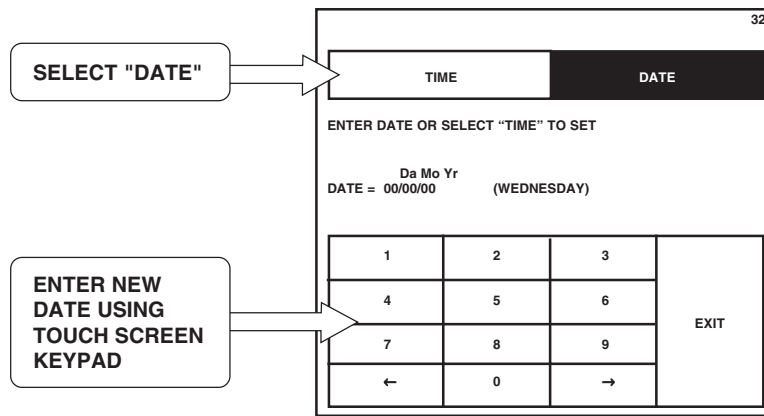 32
SELECT "DATE"
TIME DATE
ENTER DATE OR SELECT “TIME” TO SET
Da Mo Yr
DATE = 00/00/00 (WEDNESDAY)
1 2 3
ENTER NEW
DATE USING
TOUCH SCREEN
KEYPAD
4 5 6
EXIT
7 8 9
← 0 →